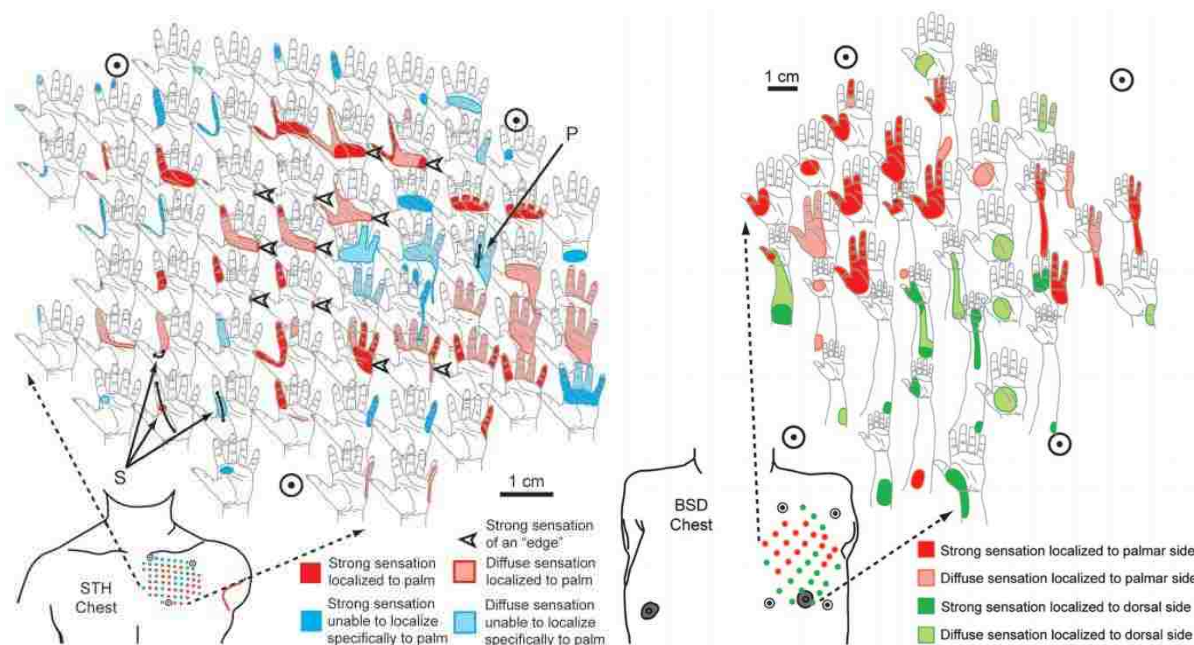 1 cm
P
S
1 cm
STH
Chest
Strong sensation
of an "edge"
Strong sensation
localized to palm
Diffuse sensation
localized to palm
Strong sensation
unable to localize
specifically to palm
Diffuse sensation
unable to localize
specifically to palm
BSD
Chest
Strong sensation localized to palmar side
Diffuse sensation localized to palmar side
Strong sensation localized to dorsal side
Diffuse sensation localized to dorsal side